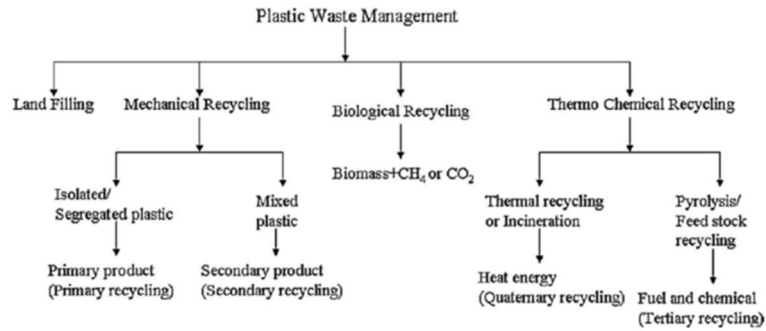 Plastic Waste Management
Land Filling
Mechanical Recycling
Biological Recycling
Thermo Chemical Recycling
Biomass+CH₄ or CO₂
Isolated/
Segregated plastic
Mixed
plastic
Thermal recycling
or Incineration
Pyrolysis/
Feed stock
recycling
Primary product
(Primary recycling)
Secondary product
(Secondary recycling)
Heat energy
(Quaternary recycling)
Fuel and chemical
(Tertiary recycling)